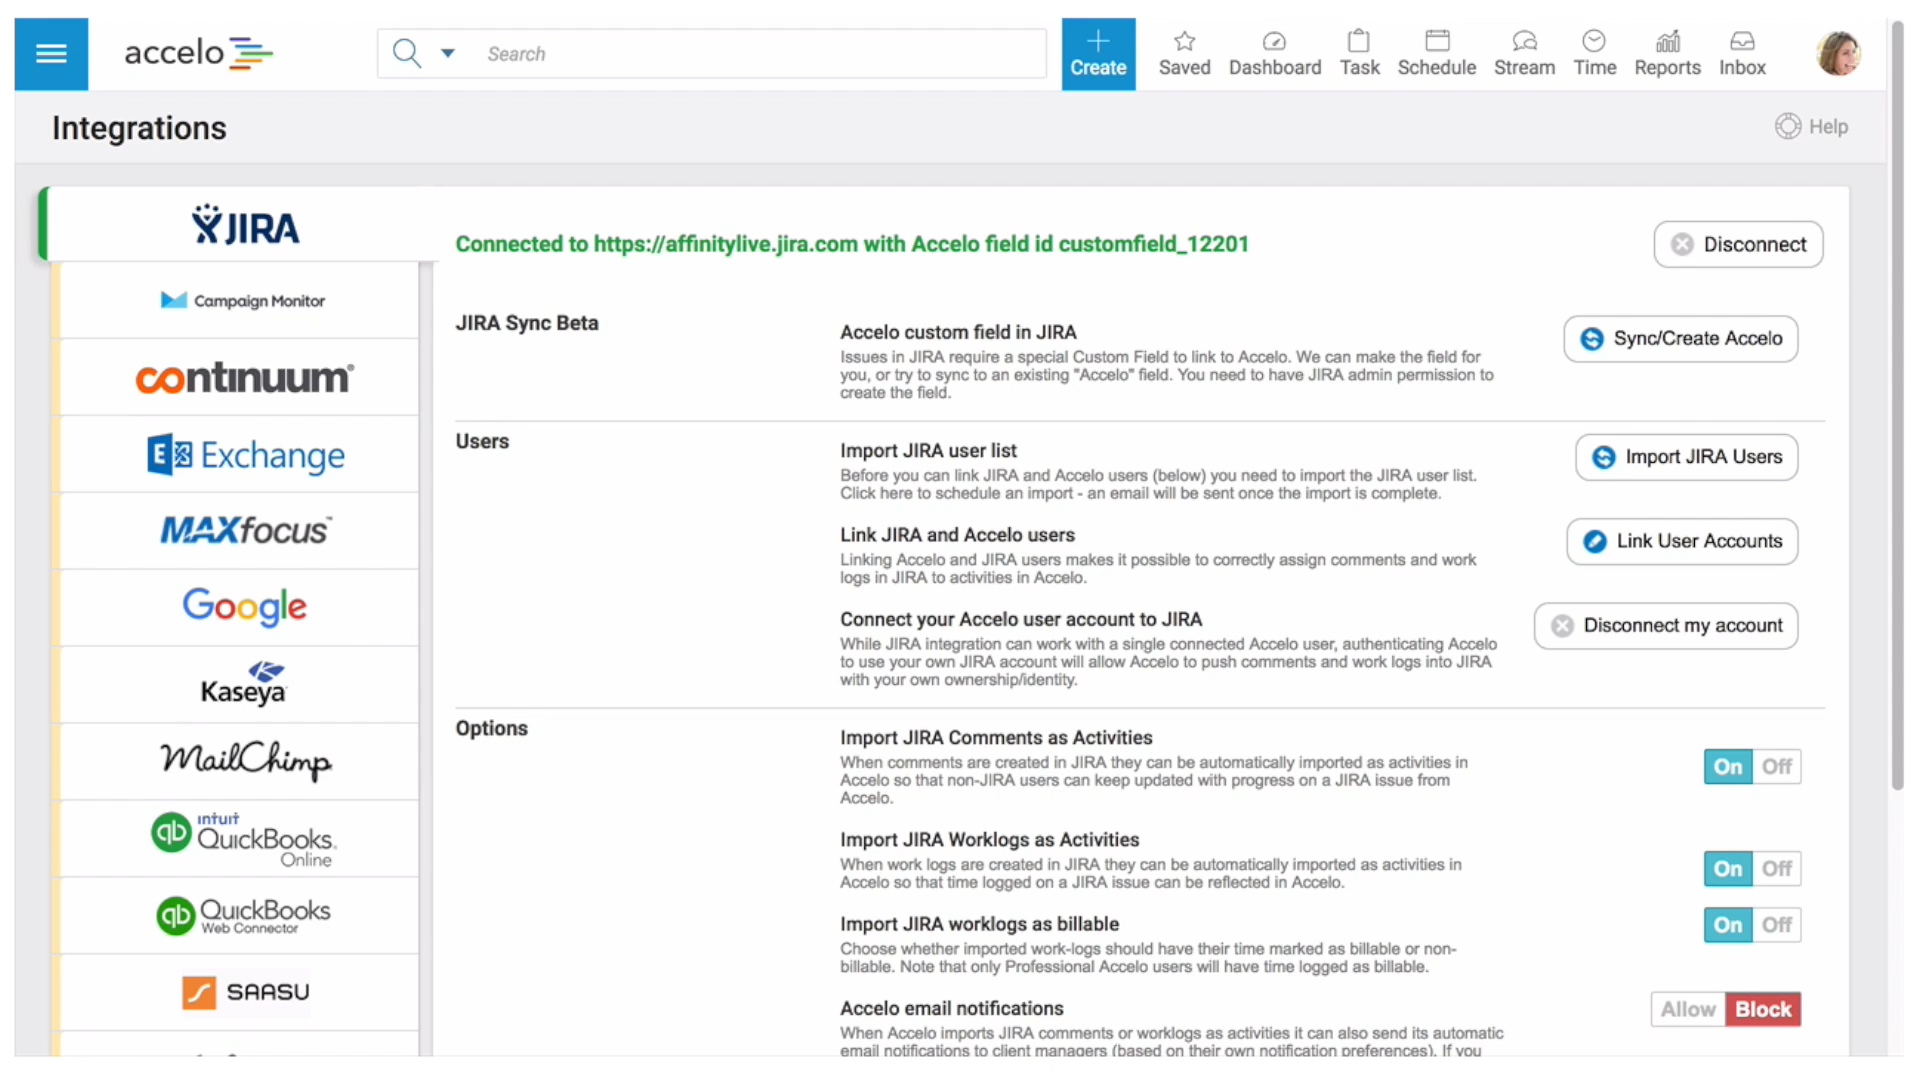 accelo
Search
Create
Saved
Dashboard
Task
Schedule
Stream
Time
Reports
Inbox
Integrations
Help
JIRA
Campaign Monitor
continuum®
E Exchange
MAXfocus™
Google
Kaseya
MailChimp
qb intuit
QuickBooks.
Online
qb QuickBooks
Web Connector
SAASU
Connected to https://affinitylive.jira.com with Accelo field id customfield_12201
Disconnect
JIRA Sync Beta
Accelo custom field in JIRA
Issues in JIRA require a special Custom Field to link to Accelo. We can make the field for
you, or try to sync to an existing "Accelo" field. You need to have JIRA admin permission to
create the field.
Sync/Create Accelo
Users
Import JIRA user list
Before you can link JIRA and Accelo users (below) you need to import the JIRA user list.
Click here to schedule an import - an email will be sent once the import is complete.
Import JIRA Users
Link JIRA and Accelo users
Linking Accelo and JIRA users makes it possible to correctly assign comments and work
logs in JIRA to activities in Accelo.
Link User Accounts
Connect your Accelo user account to JIRA
While JIRA integration can work with a single connected Accelo user, authenticating Accelo
to use your own JIRA account will allow Accelo to push comments and work logs into JIRA
with your own ownership/identity.
Disconnect my account
Options
Import JIRA Comments as Activities
When comments are created in JIRA they can be automatically imported as activities in
Accelo so that non-JIRA users can keep updated with progress on a JIRA issue from
Accelo.
On Off
Import JIRA Worklogs as Activities
When work logs are created in JIRA they can be automatically imported as activities in
Accelo so that time logged on a JIRA issue can be reflected in Accelo.
On Off
Import JIRA worklogs as billable
Choose whether imported work-logs should have their time marked as billable or non-
billable. Note that only Professional Accelo users will have time logged as billable.
On Off
Accelo email notifications
When Accelo imports JIRA comments or worklogs as activities it can also send its automatic
email notifications to client managers (based on their own notification preferences). If you
Allow Block